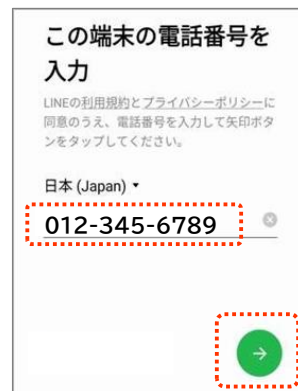 この端末の電話番号を
入力
LINEの利用規約とプライバシーポリシーに
同意のうえ、電話番号を入力して矢印ボタ
ンをタップしてください。
日本 (Japan)
012-345-6789